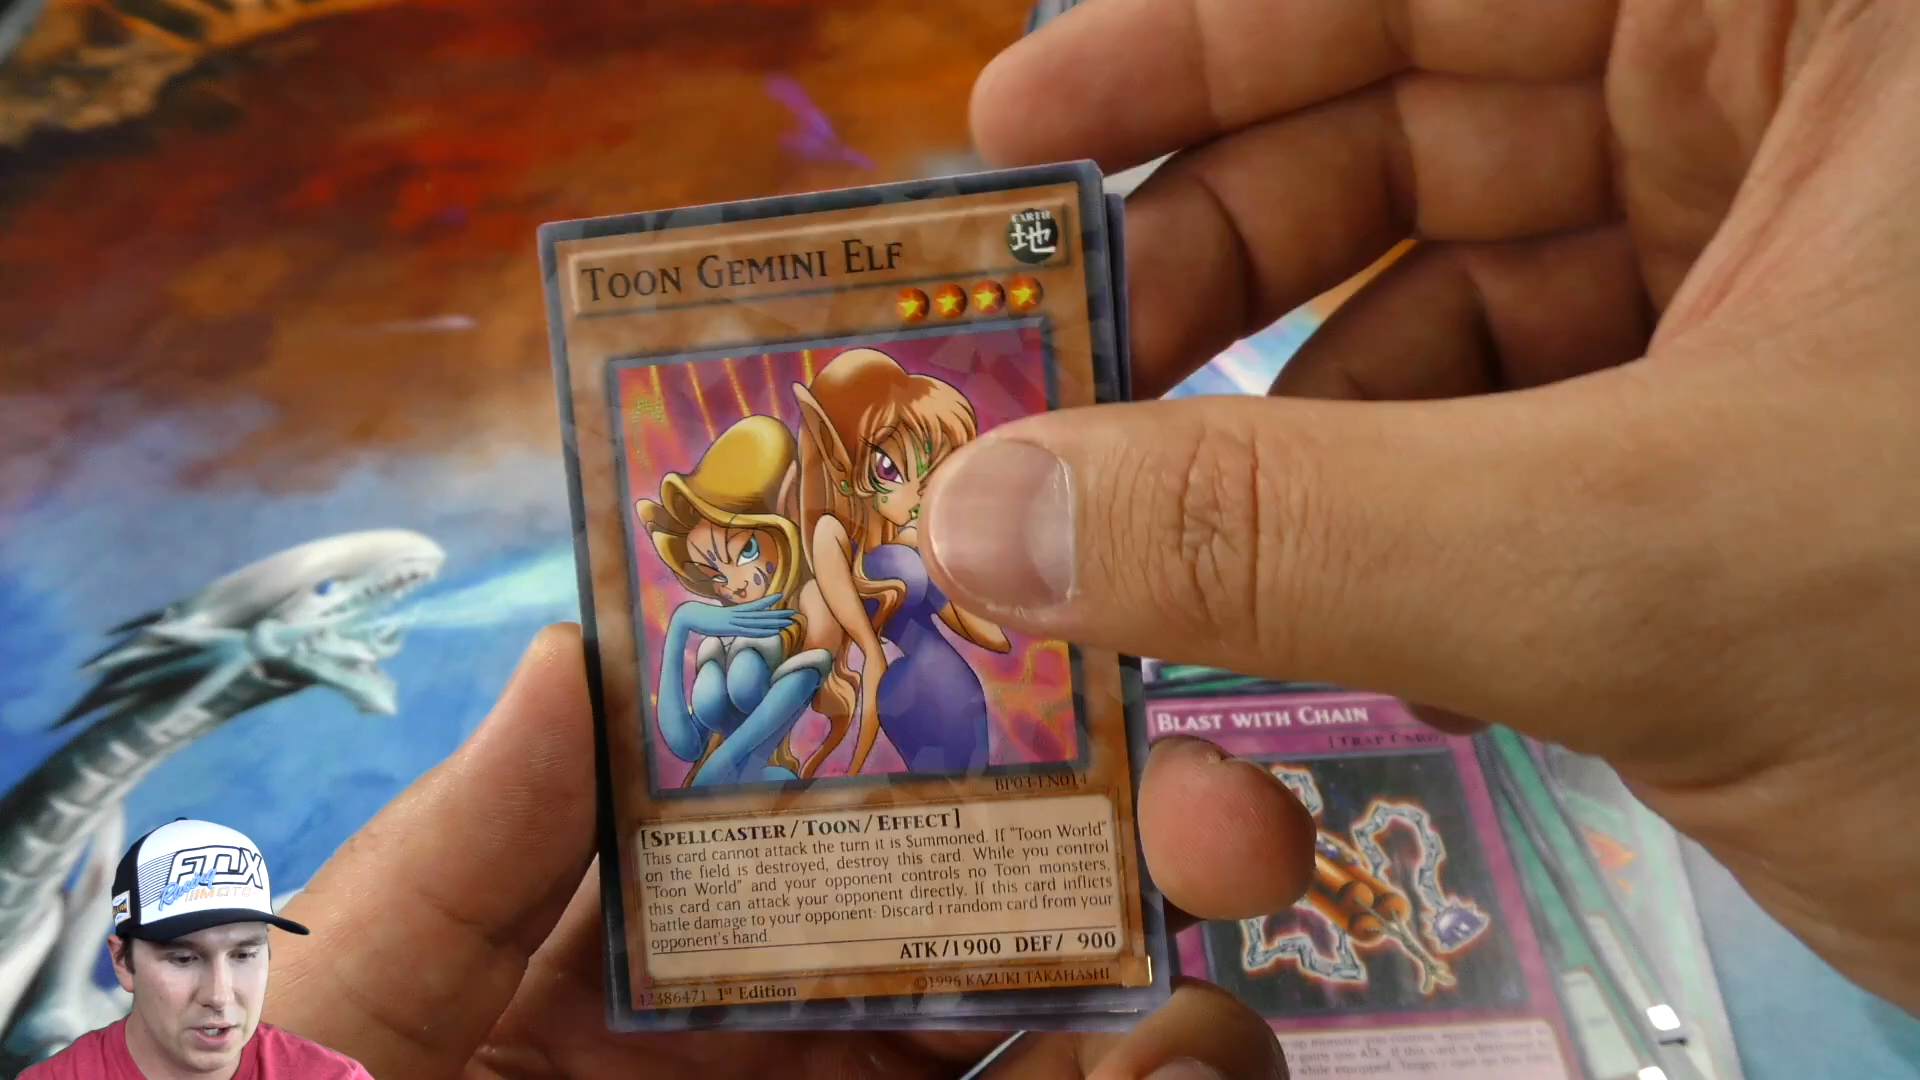 EARTH
地
TOON GEMINI ELF
BP03-EN014
[SPELLCASTER/TOON/EFFECT]
This card cannot attack the turn it is Summoned. If "Toon World"
on the field is destroyed, destroy this card. While you control
"Toon World" and your opponent controls no Toon monsters,
this card can attack your opponent directly. If this card inflicts
battle damage to your opponent: Discard 1 random card from your
opponent's hand.
ATK/1900 DEF/ 900
42386471 1st Edition
©1996 KAZUKI TAKAHASHI
BLAST WITH CHAIN
[TRAP CARD]
FOX
Racing